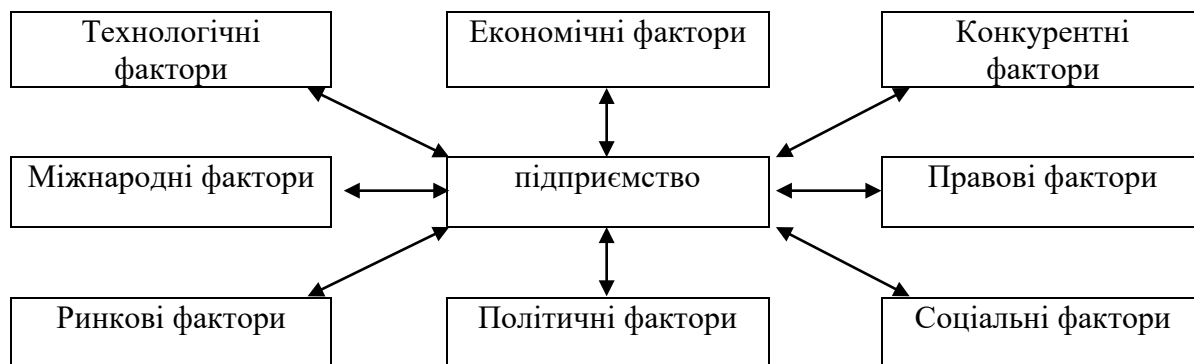 Технологічні
фактори
Економічні фактори
Конкурентні
фактори
Міжнародні фактори
підприємство
Правові фактори
Ринкові фактори
Політичні фактори
Соціальні фактори